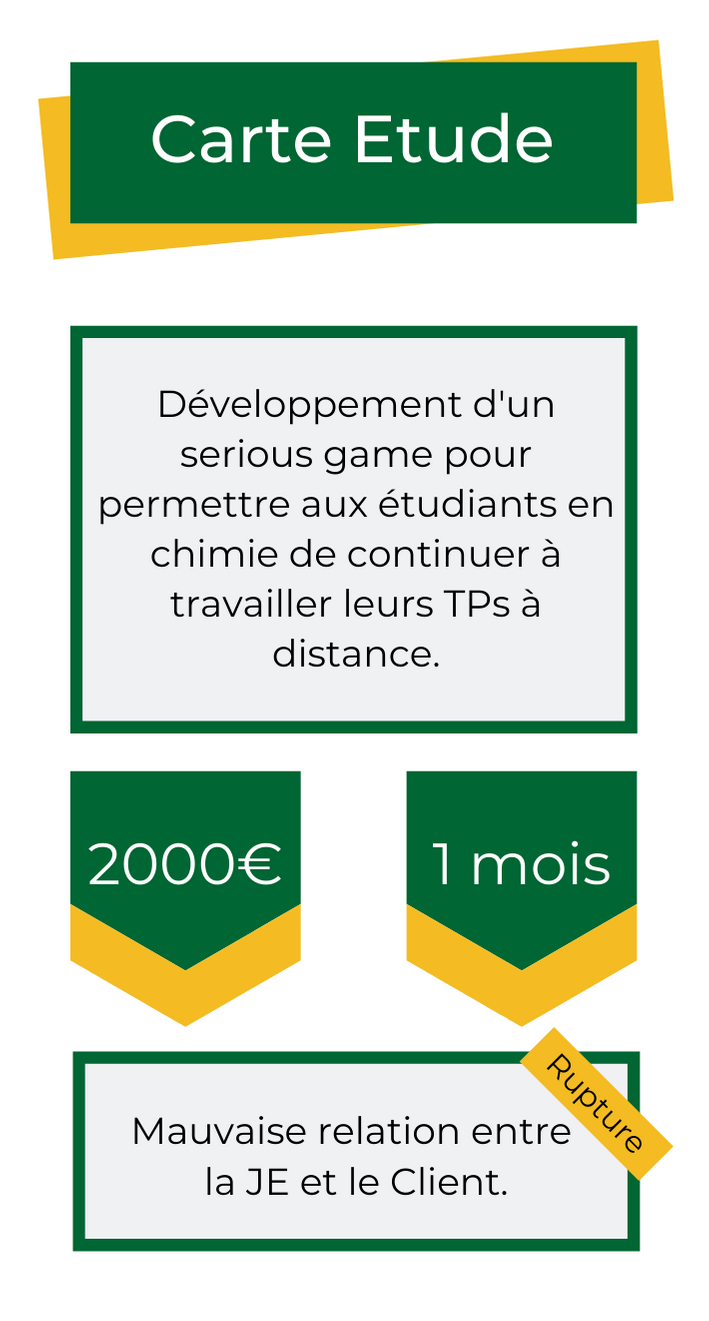 Carte Etude
Développement d'un
serious game pour
permettre aux étudiants en
chimie de continuer à
travailler leurs TPs à
distance.
2000€
1 mois
Rupture
Mauvaise relation entre
la JE et le Client.